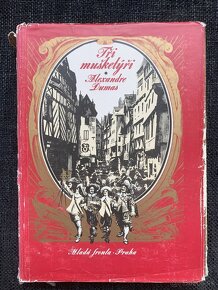 Tři
mušketýři
Alexandre
Dumas
Mladá fronta Praha